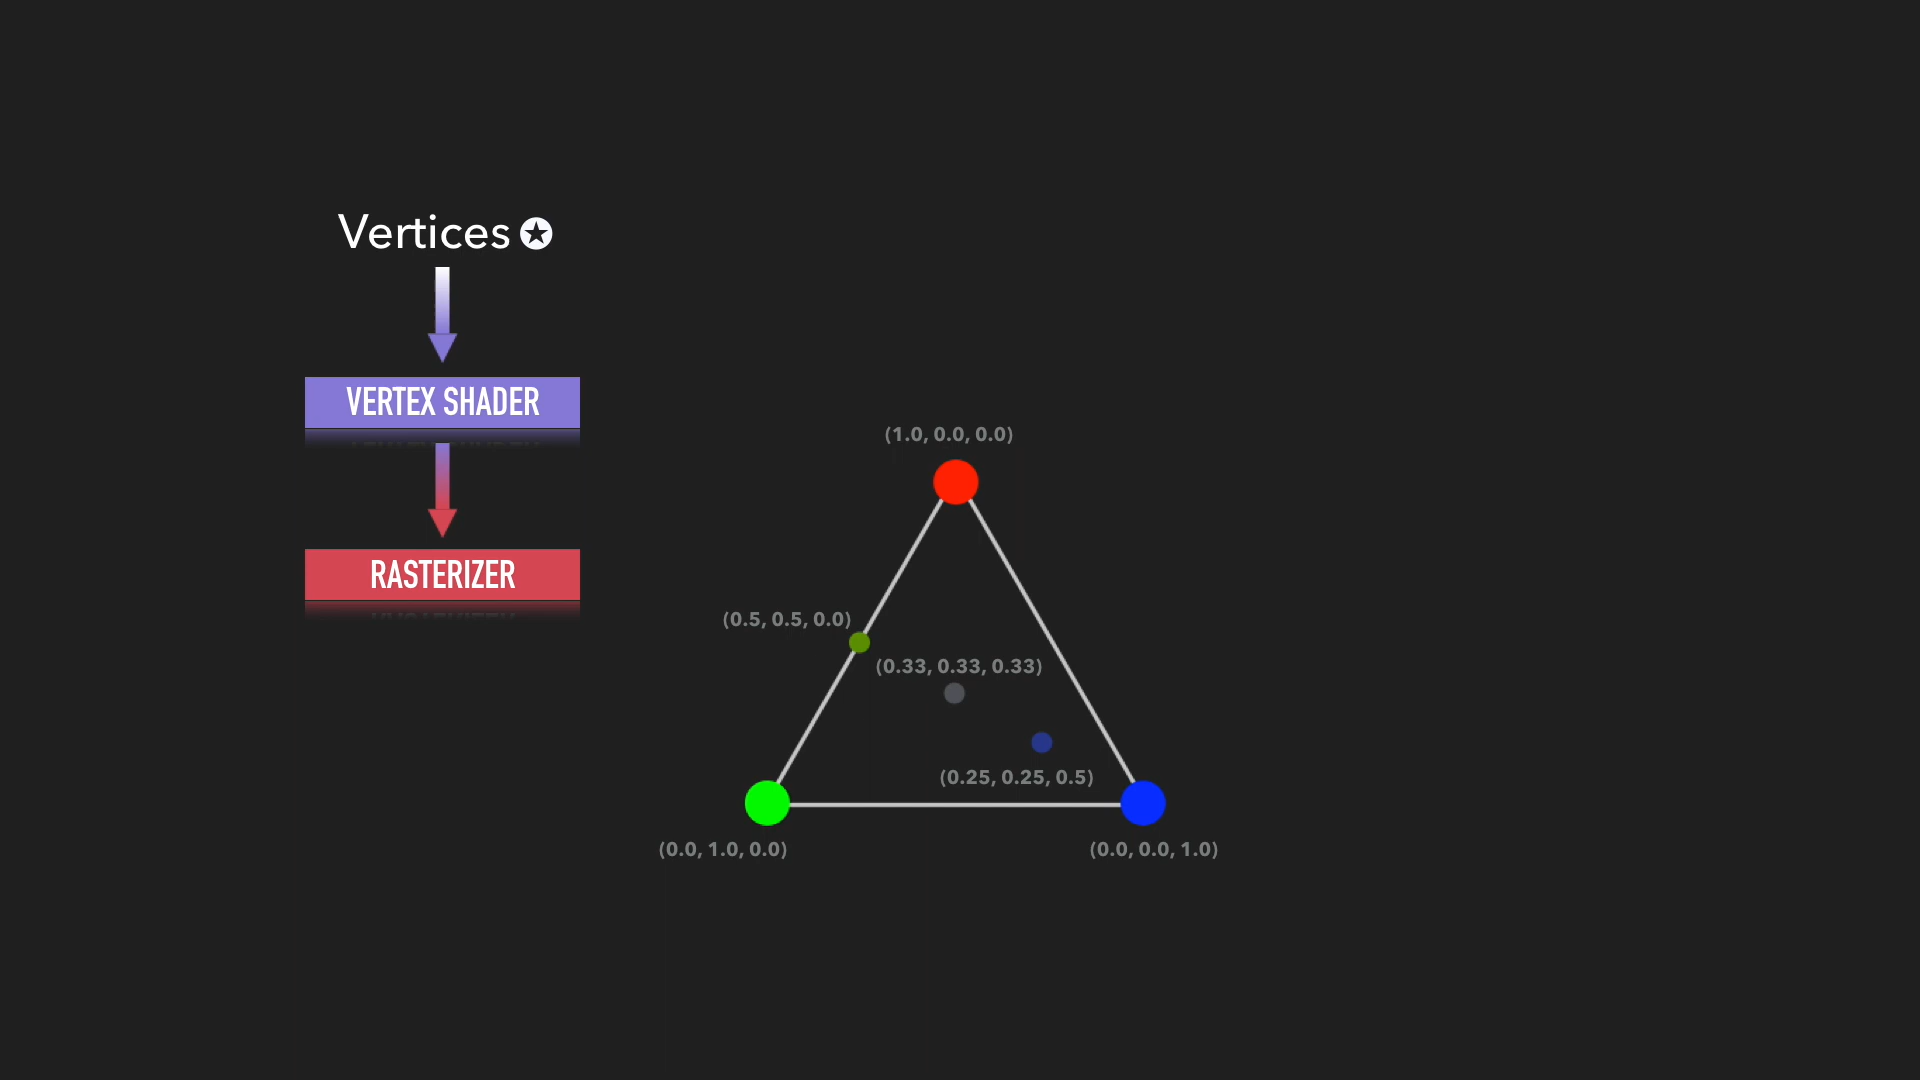 Vertices
VERTEX SHADER
RASTERIZER
(1.0, 0.0, 0.0)
(0.5, 0.5, 0.0)
(0.33, 0.33, 0.33)
(0.25, 0.25, 0.5)
(0.0, 1.0, 0.0)
(0.0, 0.0, 1.0)